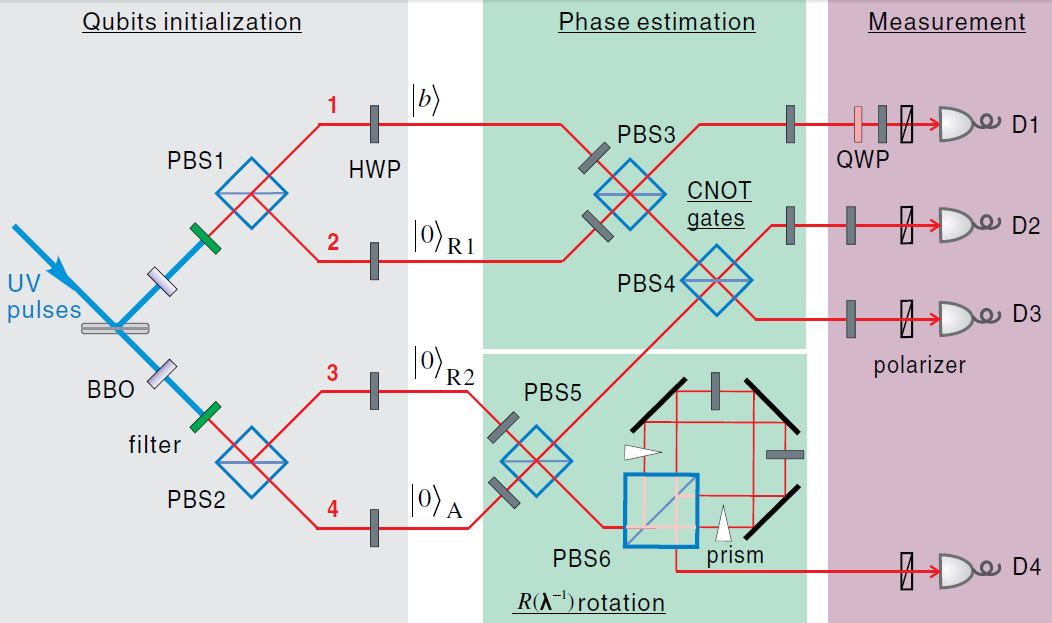 Qubits initialization
Phase estimation
Measurement
1
|b⟩
PBS1
HWP
PBS3
QWP
D1
CNOT
gates
2
|0⟩R1
D2
UV
pulses
PBS4
D3
BBO
3
|0⟩R2
polarizer
PBS5
filter
PBS2
4
|0⟩A
PBS6
prism
D4
R(λ⁻¹) rotation